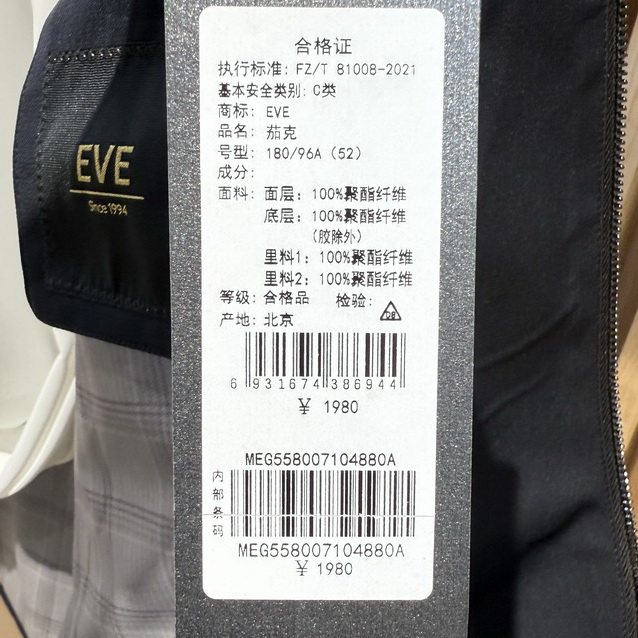 EVE
Since 1994
合格证
执行标准: FZ/T 81008-2021
基本安全类别: C类
商标: EVE
品名: 茄克
号型: 180/96A (52)
成分:
面料: 面层: 100%聚酯纤维
底层: 100%聚酯纤维
(胶除外)
里料1: 100%聚酯纤维
里料2: 100%聚酯纤维
等级: 合格品 检验:
产地: 北京
6 931674 386944
¥ 1980
MEG558007104880A
内部条码
MEG558007104880A
¥ 1980